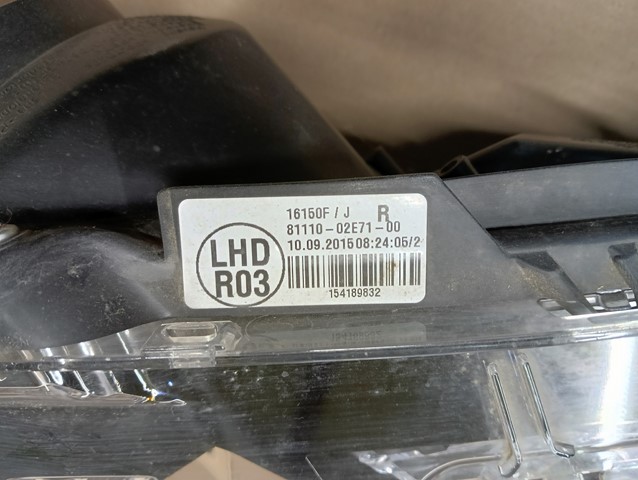 16150F / J R
81110-02E71-00
10.09.2015 08:24:05/2
LHD
R03
154189832